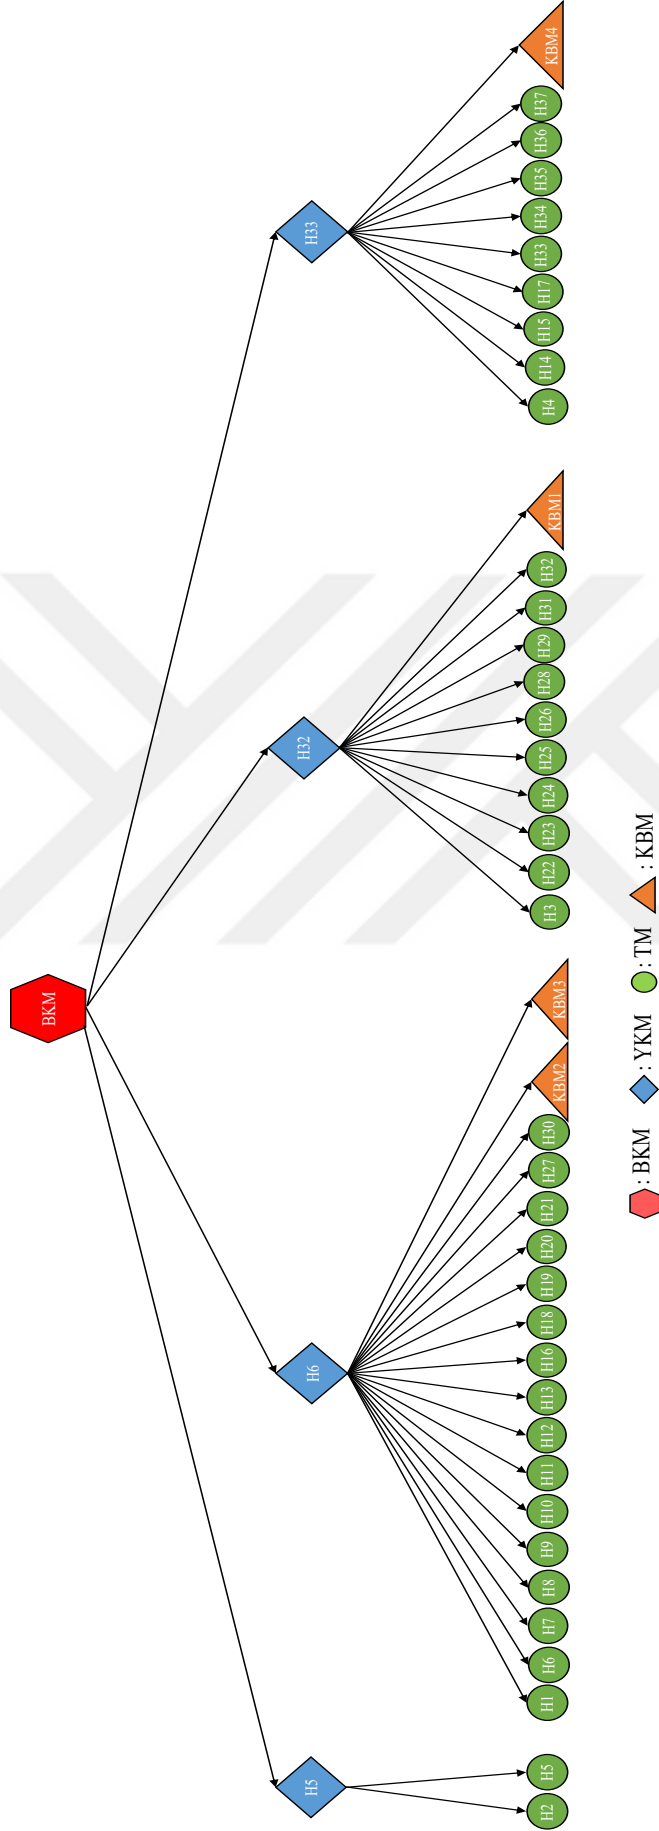 BKM
H5
H6
H32
H33
H2
H5
H1
H6
H7
H8
H9
H10
H11
H12
H13
H16
H18
H19
H20
H21
H27
H30
KBM2
KBM3
H3
H22
H23
H24
H25
H26
H28
H29
H31
H32
KBM1
H4
H14
H15
H17
H33
H34
H35
H36
H37
KBM4
: BKM : YKM : TM : KBM